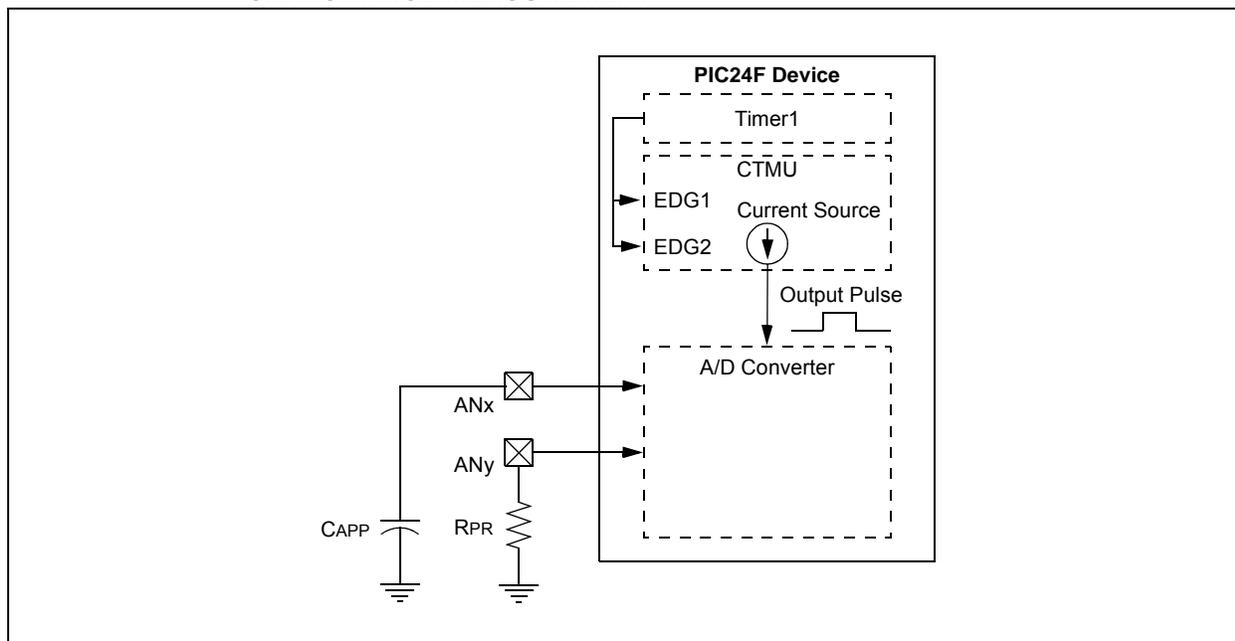 PIC24F Device
Timer1
CTMU
EDG1
Current Source
EDG2
Output Pulse
A/D Converter
ANx
ANy
CAPP
RPR